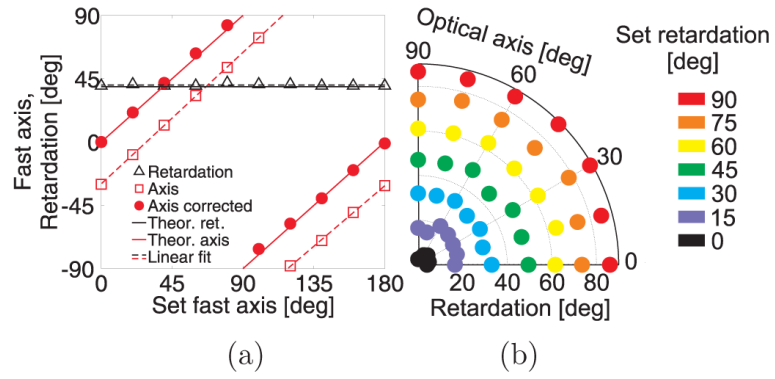 90
45
0
-45
-90
Fast axis,
Retardation [deg]
Retardation
Axis
Axis corrected
Theor. ret.
Theor. axis
Linear fit
0 45 90 135 180
Set fast axis [deg]
(a)
Optical axis [deg]
90
60
30
0
20 40 60 80
Retardation [deg]
(b)
Set retardation
[deg]
90
75
60
45
30
15
0